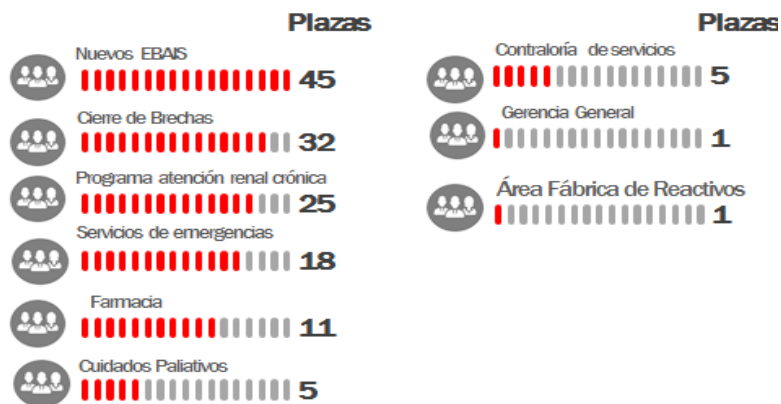 Plazas
Nuevos EBAIS
45
Cierre de Brechas
32
Programa atención renal crónica
25
Servicios de emergencias
18
Farmacia
11
Cuidados Paliativos
5
Plazas
Contraloría de servicios
5
Gerencia General
1
Área Fábrica de Reactivos
1